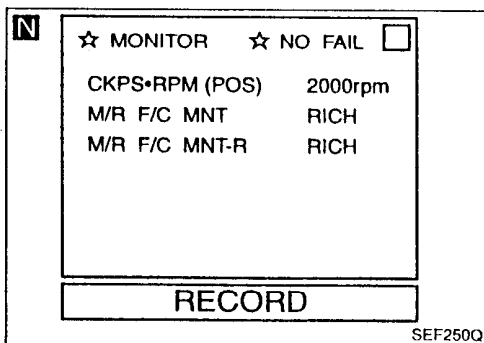 N
☆ MONITOR ☆ NO FAIL □
CKPS•RPM (POS) 2000rpm
M/R F/C MNT RICH
M/R F/C MNT-R RICH
RECORD
SEF250Q